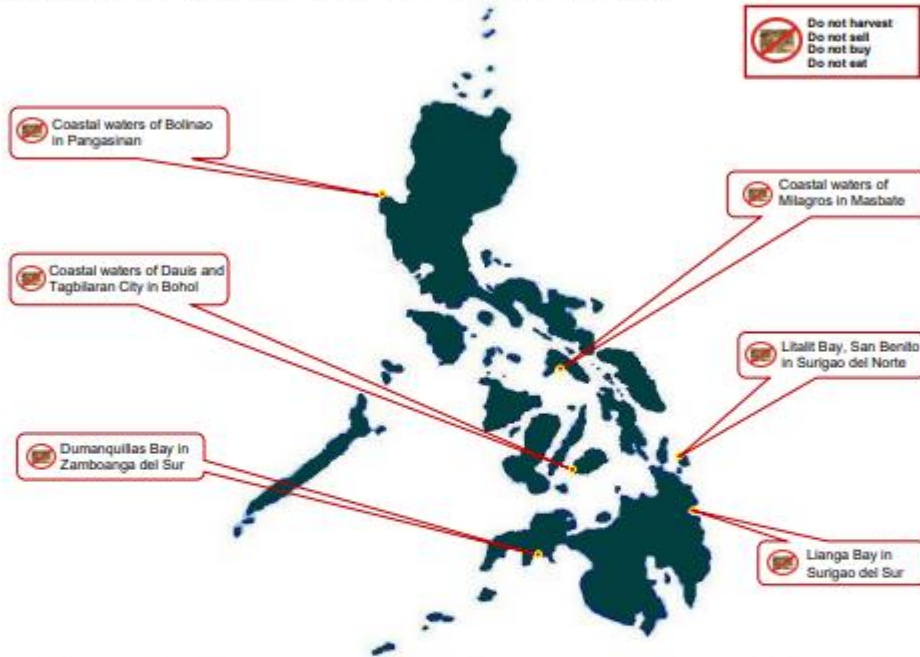 Do not harvest
Do not sell
Do not buy
Do not eat
Coastal waters of Bolinao
in Pangasinan
Coastal waters of
Milagros in Masbate
Coastal waters of Dauis and
Tagbilaran City in Bohol
Litalit Bay, San Benito
in Surigao del Norte
Dumanquillas Bay in
Zamboanga del Sur
Lianga Bay in
Surigao del Sur